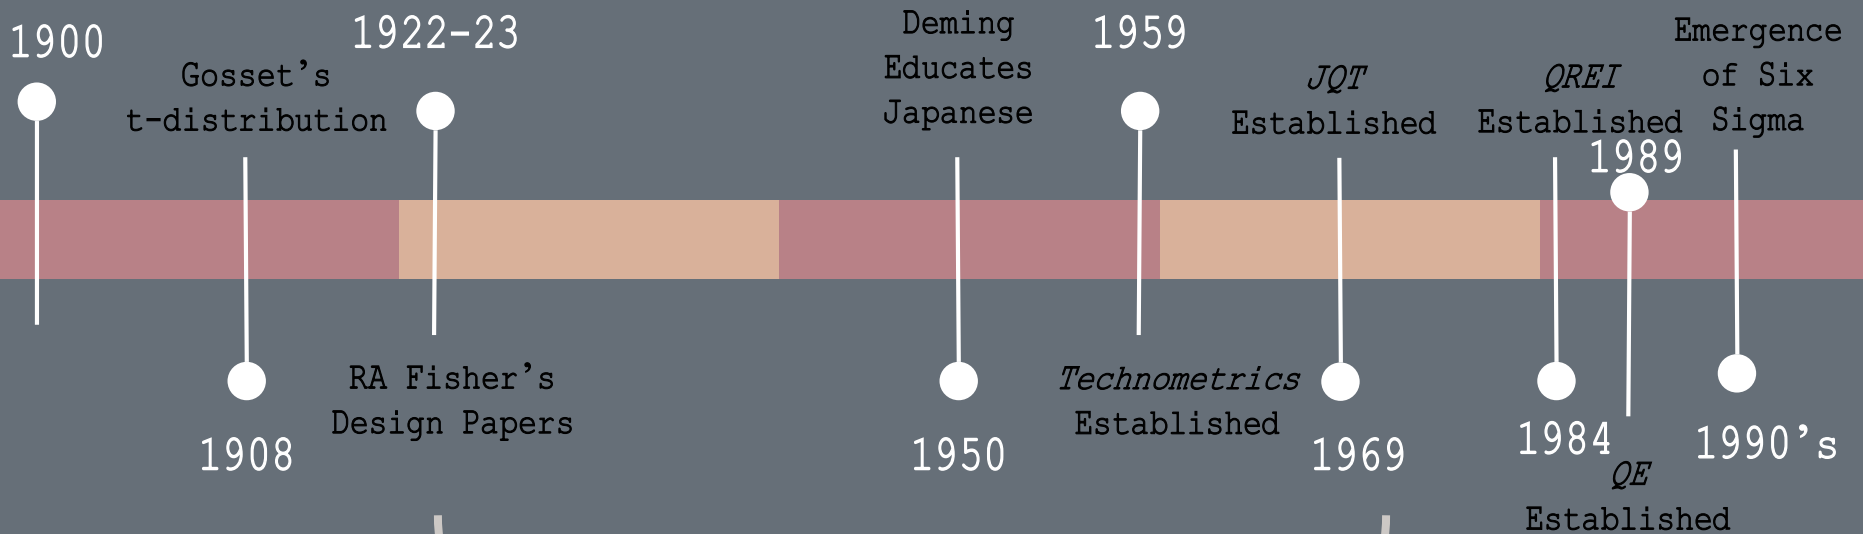 1900
Gosset's
t-distribution
1908
1922-23
RA Fisher's
Design Papers
Deming
Educates
Japanese
1950
1959
Technometrics
Established
JQT
Established
1969
QREI
Established
1984
1989
QE
Established
Emergence
of Six
Sigma
1990's